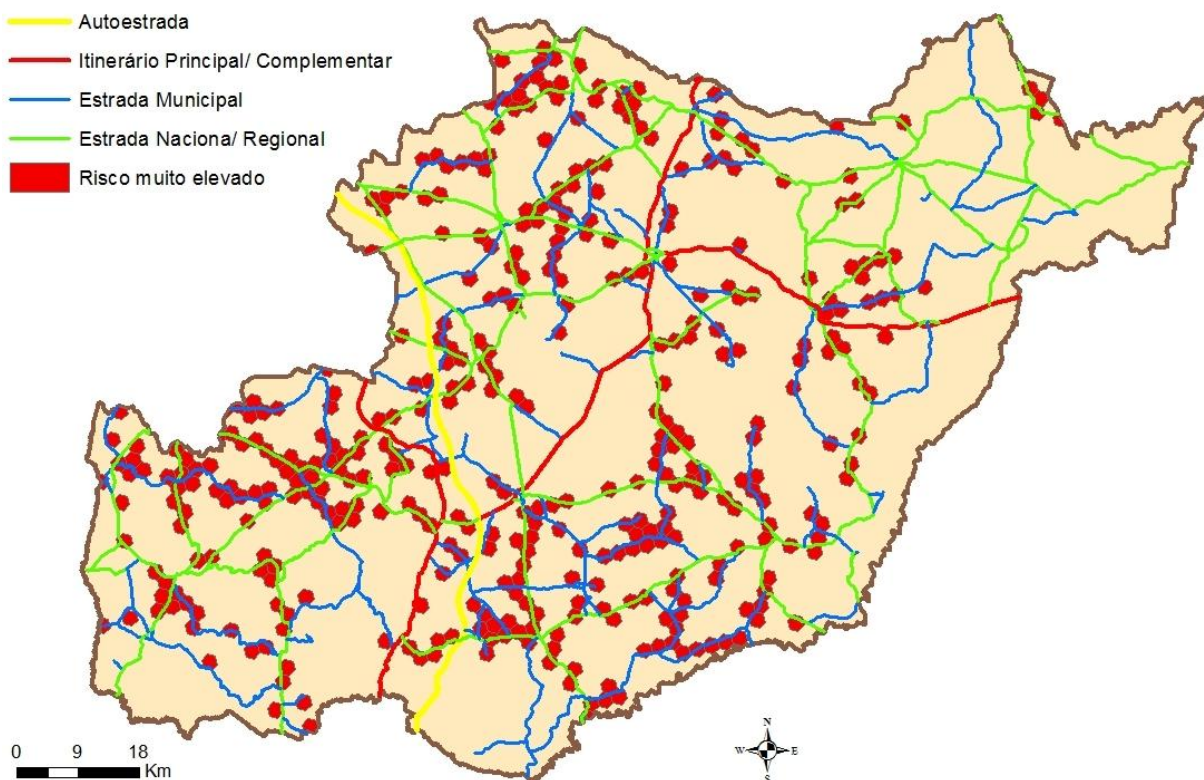 Autoestrada
Itinerário Principal/ Complementar
Estrada Municipal
Estrada Naciona/ Regional
Risco muito elevado
0 9 18
Km
N
W E
S